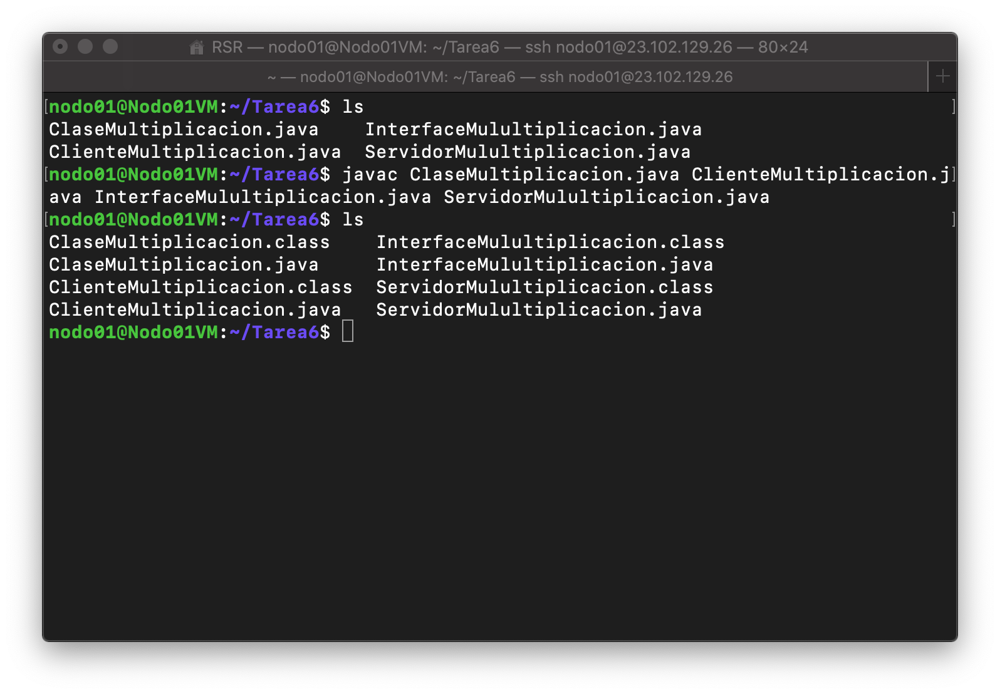 RSR — nodo01@Nodo01VM: ~/Tarea6 — ssh nodo01@23.102.129.26 — 80×24
~ — nodo01@Nodo01VM: ~/Tarea6 — ssh nodo01@23.102.129.26
[nodo01@Nodo01VM:~/Tarea6$ ls ]
ClaseMultiplicacion.java InterfaceMulultiplicacion.java
ClienteMultiplicacion.java ServidorMulultiplicacion.java
[nodo01@Nodo01VM:~/Tarea6$ javac ClaseMultiplicacion.java ClienteMultiplicacion.j]
ava InterfaceMulultiplicacion.java ServidorMulultiplicacion.java
[nodo01@Nodo01VM:~/Tarea6$ ls ]
ClaseMultiplicacion.class InterfaceMulultiplicacion.class
ClaseMultiplicacion.java InterfaceMulultiplicacion.java
ClienteMultiplicacion.class ServidorMulultiplicacion.class
ClienteMultiplicacion.java ServidorMulultiplicacion.java
nodo01@Nodo01VM:~/Tarea6$